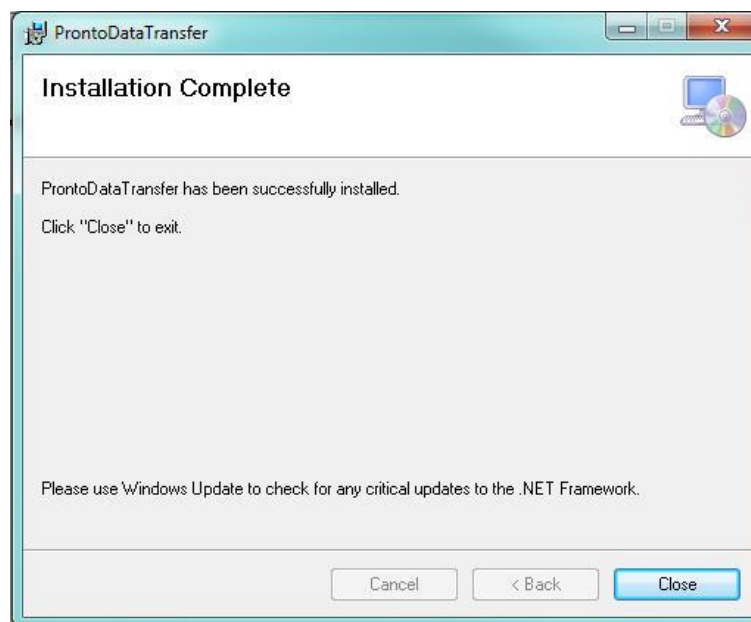 ProntoDataTransfer
Installation Complete
ProntoDataTransfer has been successfully installed.
Click "Close" to exit.
Please use Windows Update to check for any critical updates to the .NET Framework.
Cancel
< Back
Close